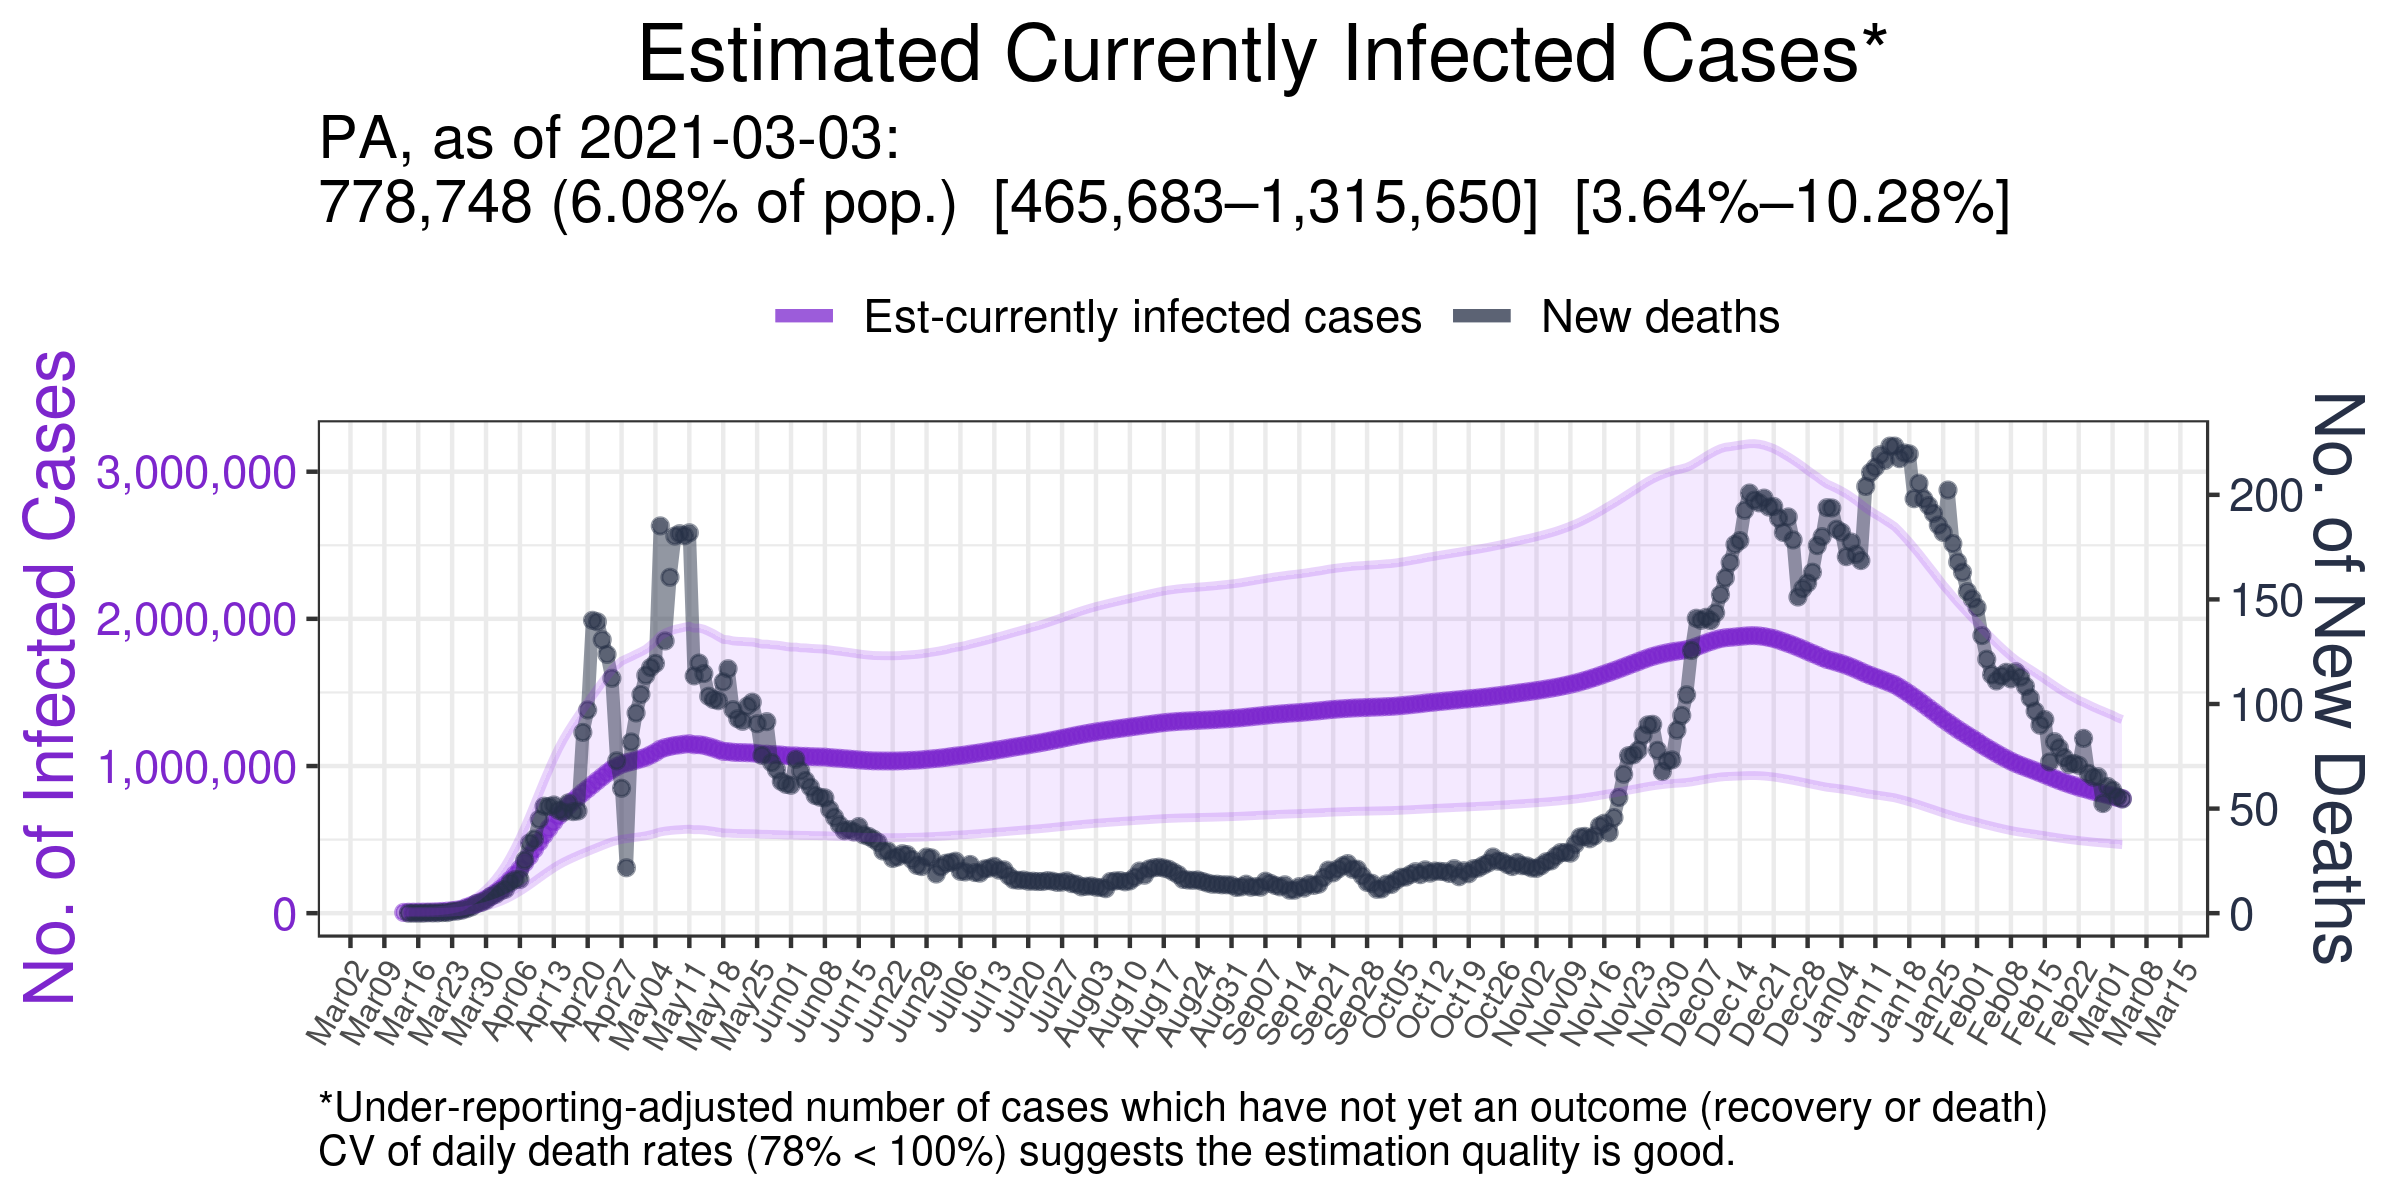 Estimated Currently Infected Cases*
PA, as of 2021-03-03:
778,748 (6.08% of pop.) [465,683–1,315,650] [3.64%–10.28%]
Est-currently infected cases
New deaths
No. of Infected Cases
3,000,000
2,000,000
1,000,000
0
No. of New Deaths
200
150
100
50
0
Mar02
Mar09
Mar16
Mar23
Mar30
Apr06
Apr13
Apr20
Apr27
May04
May11
May18
May25
Jun01
Jun08
Jun15
Jun22
Jun29
Jul06
Jul13
Jul20
Jul27
Aug03
Aug10
Aug17
Aug24
Aug31
Sep07
Sep14
Sep21
Sep28
Oct05
Oct12
Oct19
Oct26
Nov02
Nov09
Nov16
Nov23
Nov30
Dec07
Dec14
Dec21
Dec28
Jan04
Jan11
Jan18
Jan25
Feb01
Feb08
Feb15
Feb22
Mar01
Mar08
Mar15
*Under-reporting-adjusted number of cases which have not yet an outcome (recovery or death)
CV of daily death rates (78% < 100%) suggests the estimation quality is good.